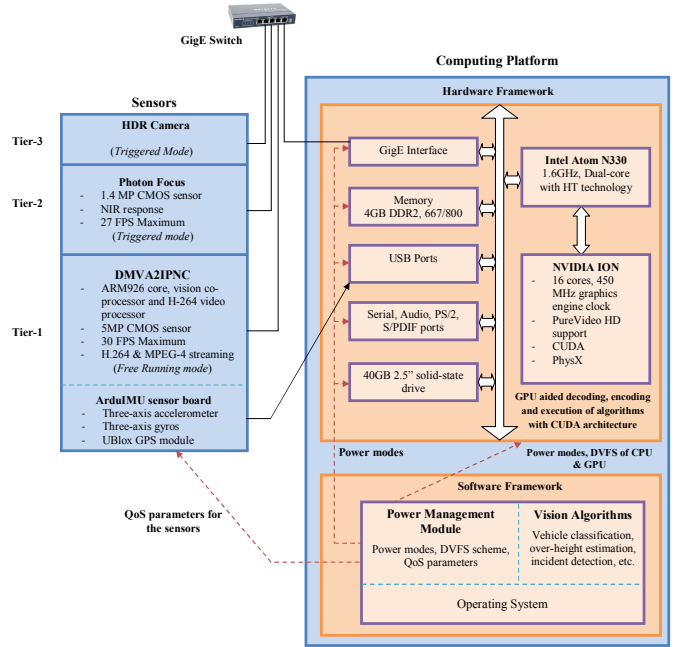 GigE Switch
Computing Platform
Sensors
Hardware Framework
HDR Camera
(Triggered Mode)
Tier-3
Photon Focus
- 1.4 MP CMOS sensor
- NIR response
- 27 FPS Maximum
(Triggered mode)
Tier-2
DMVA2IPNC
- ARM926 core, vision co-
processor and H-264 video
processor
- 5MP CMOS sensor
- 30 FPS Maximum
- H.264 & MPEG-4 streaming
(Free Running mode)
Tier-1
ArduIMU sensor board
- Three-axis accelerometer
- Three-axis gyros
- UBlox GPS module
GigE Interface
Memory
4GB DDR2, 667/800
USB Ports
Serial, Audio, PS/2,
S/PDIF ports
40GB 2.5” solid-state
drive
Intel Atom N330
1.6GHz, Dual-core
with HT technology
NVIDIA ION
- 16 cores, 450
MHz graphics
engine clock
- PureVideo HD
support
- CUDA
- PhysX
GPU aided decoding, encoding
and execution of algorithms
with CUDA architecture
Power modes
Power modes, DVFS of CPU
& GPU
QoS parameters for
the sensors
Software Framework
Power Management
Module
Power modes, DVFS scheme,
QoS parameters
Vision Algorithms
Vehicle classification,
over-height estimation,
incident detection, etc.
Operating System